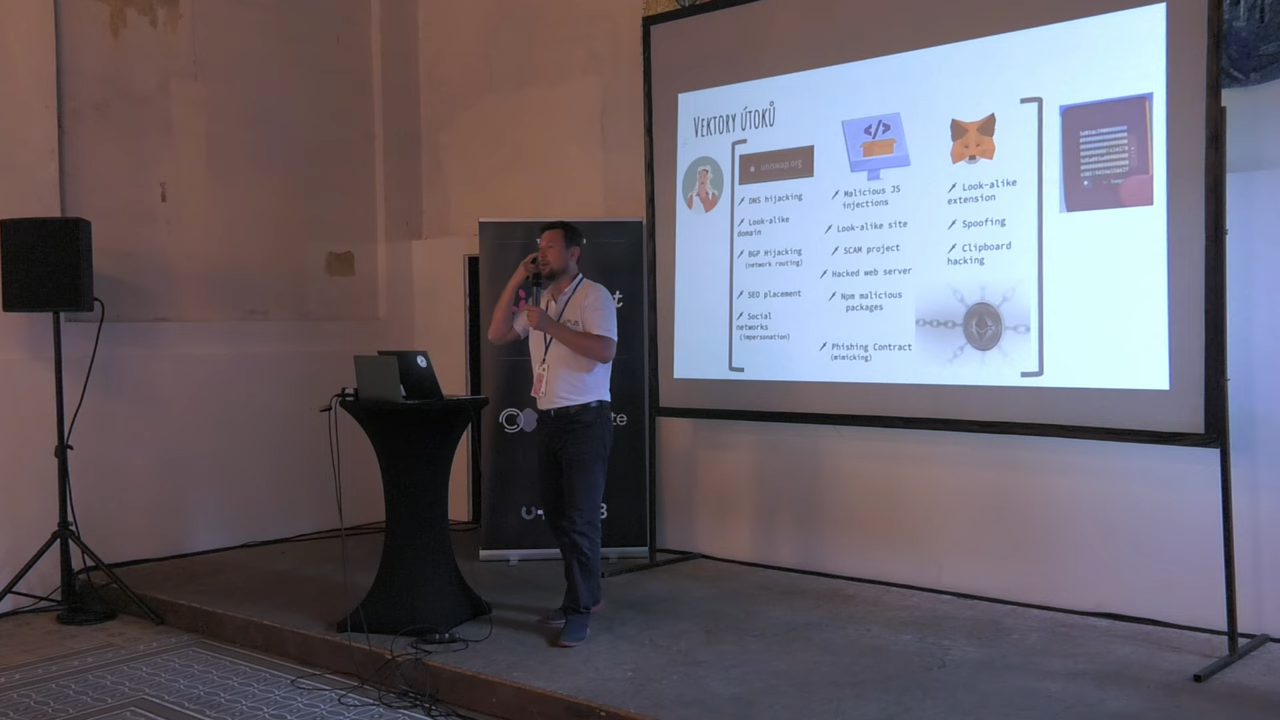 VEKTORY ÚTOKŮ
uniswap.org
DNS hijacking
Look-alike
domain
BGP Hijacking
(network routing)
SEO placement
Social
networks
(impersonation)
Malicious JS
injections
Look-alike site
SCAM project
Hacked web server
Npm malicious
packages
Phishing Contract
(mimicking)
Look-alike
extension
Spoofing
Clipboard
hacking